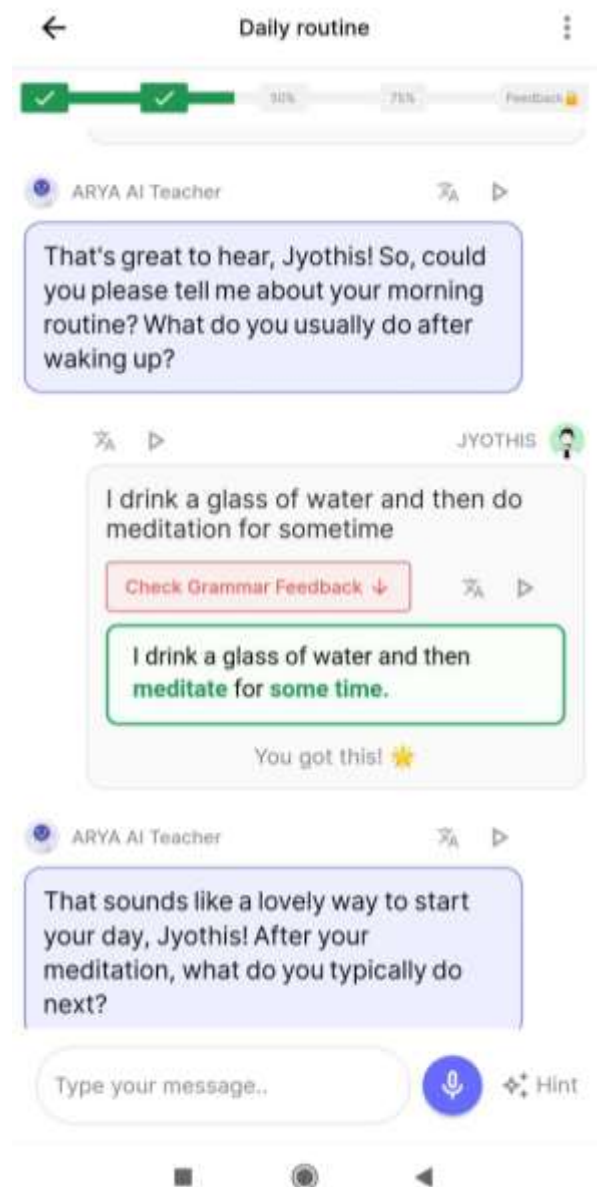 Daily routine
50% 75% Feedback
ARYA AI Teacher
That's great to hear, Jyothis! So, could
you please tell me about your morning
routine? What do you usually do after
waking up?
JYOTHIS
I drink a glass of water and then do
meditation for sometime
Check Grammar Feedback ↓
I drink a glass of water and then
meditate for some time.
You got this! 🌟
ARYA AI Teacher
That sounds like a lovely way to start
your day, Jyothis! After your
meditation, what do you typically do
next?
Type your message..
Hint